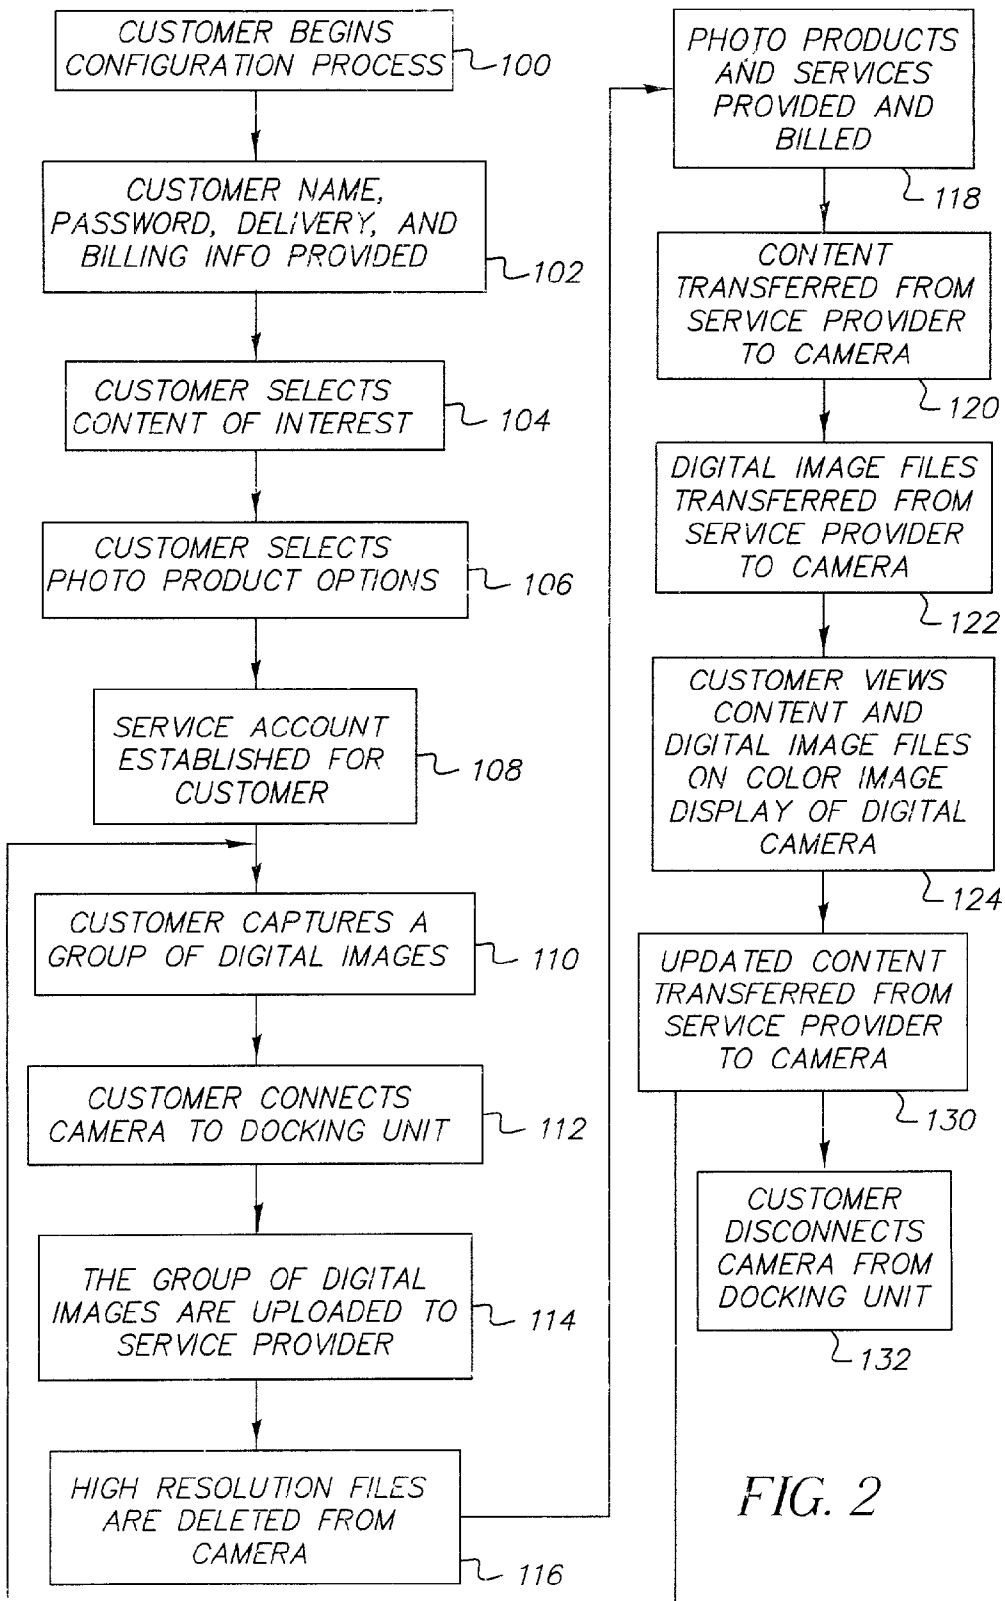 CUSTOMER BEGINS
CONFIGURATION PROCESS
100
CUSTOMER NAME,
PASSWORD, DELIVERY, AND
BILLING INFO PROVIDED
102
CUSTOMER SELECTS
CONTENT OF INTEREST
104
CUSTOMER SELECTS
PHOTO PRODUCT OPTIONS
106
SERVICE ACCOUNT
ESTABLISHED FOR
CUSTOMER
108
CUSTOMER CAPTURES A
GROUP OF DIGITAL IMAGES
110
CUSTOMER CONNECTS
CAMERA TO DOCKING UNIT
112
THE GROUP OF DIGITAL
IMAGES ARE UPLOADED TO
SERVICE PROVIDER
114
HIGH RESOLUTION FILES
ARE DELETED FROM
CAMERA
116
PHOTO PRODUCTS
AND SERVICES
PROVIDED AND
BILLED
118
CONTENT
TRANSFERRED FROM
SERVICE PROVIDER
TO CAMERA
120
DIGITAL IMAGE FILES
TRANSFERRED FROM
SERVICE PROVIDER
TO CAMERA
122
CUSTOMER VIEWS
CONTENT AND
DIGITAL IMAGE FILES
ON COLOR IMAGE
DISPLAY OF DIGITAL
CAMERA
124
UPDATED CONTENT
TRANSFERRED FROM
SERVICE PROVIDER
TO CAMERA
130
CUSTOMER
DISCONNECTS
CAMERA FROM
DOCKING UNIT
132
FIG. 2